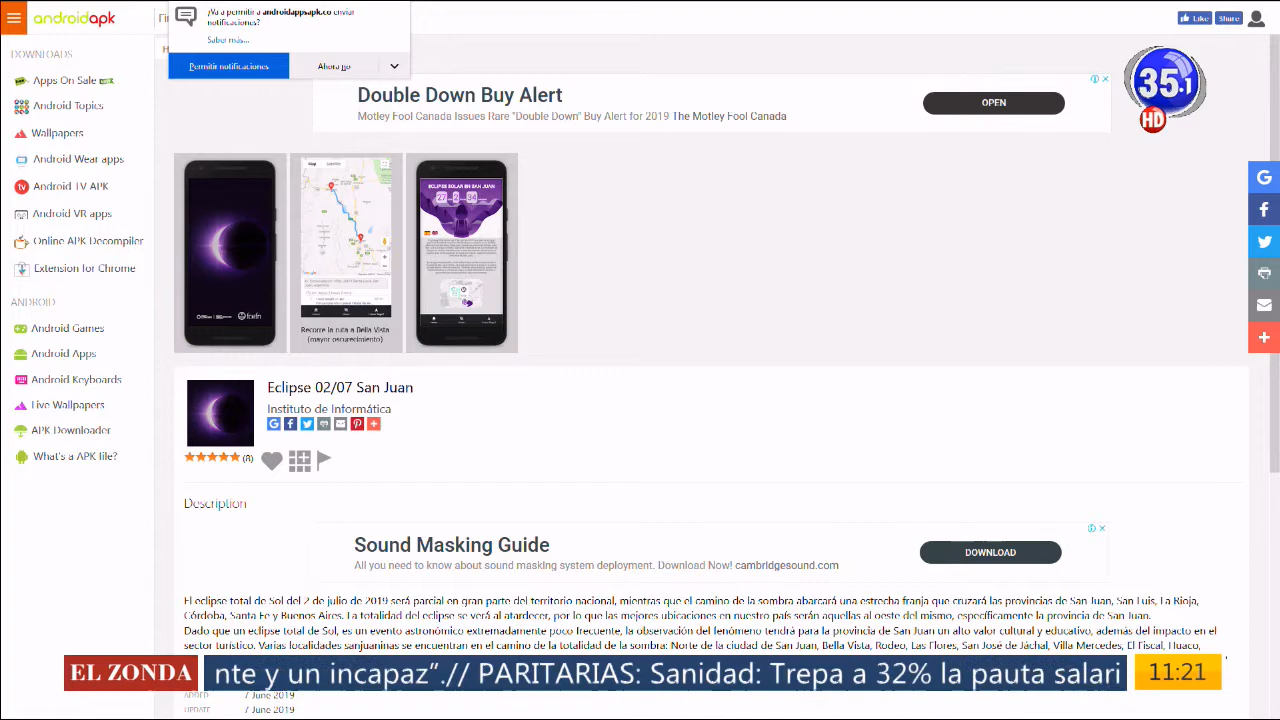 androidapk
¿Va a permitir a androidappsapk.co enviar
notificaciones?
Saber más...
Permitir notificaciones
Ahora no
Like
Share
DOWNLOADS
Apps On Sale
Android Topics
Wallpapers
Android Wear apps
Android TV APK
Android VR apps
Online APK Decompiler
Extension for Chrome
ANDROID
Android Games
Android Apps
Android Keyboards
Live Wallpapers
APK Downloader
What's a APK file?
Double Down Buy Alert
Motley Fool Canada Issues Rare "Double Down" Buy Alert for 2019 The Motley Fool Canada
OPEN
35.1
HD
Recorre la ruta a Bella Vista
(mayor oscurecimiento)
ECLIPSE SOLAR EN SAN JUAN
27 2 34
Eclipse 02/07 San Juan
Instituto de Informática
(8)
Description
Sound Masking Guide
All you need to know about sound masking system deployment. Download Now! cambridgesound.com
DOWNLOAD
El eclipse total de Sol del 2 de julio de 2019 será parcial en gran parte del territorio nacional, mientras que el camino de la sombra abarcará una estrecha franja que cruzará las provincias de San Juan, San Luis, La Rioja,
Córdoba, Santa Fe y Buenos Aires. La totalidad del eclipse se verá al atardecer, por lo que las mejores ubicaciones en nuestro país serán aquellas al oeste del mismo, específicamente la provincia de San Juan.
Dado que un eclipse total de Sol, es un evento astronómico extremadamente poco frecuente, la observación del fenómeno tendrá para la provincia de San Juan un alto valor cultural y educativo, además del impacto en el
sector turístico. Varias localidades sanjuaninas se encuentran en el camino de la totalidad de la sombra: Norte de la ciudad de San Juan, Bella Vista, Rodeo, Las Flores, San José de Jáchal, Villa Mercedes, El Fiscal, Huaco,
EL ZONDA
nte y un incapaz“.// PARITARIAS: Sanidad: Trepa a 32% la pauta salari
11:21
ADDED 7 June 2019
UPDATE 7 June 2019